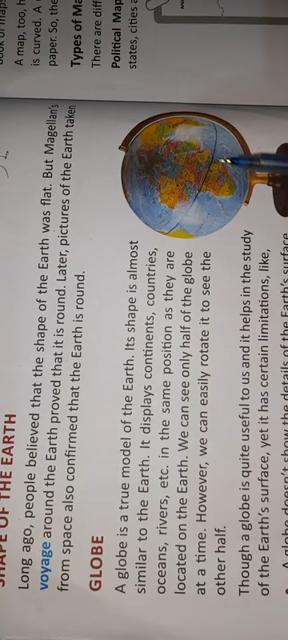 SHAPE OF THE EARTH
Long ago, people believed that the shape of the Earth was flat. But Magellan's
voyage around the Earth proved that it is round. Later, pictures of the Earth taken
from space also confirmed that the Earth is round.
GLOBE
A globe is a true model of the Earth. Its shape is almost
similar to the Earth. It displays continents, countries,
oceans, rivers, etc. in the same position as they are
located on the Earth. We can see only half of the globe
at a time. However, we can easily rotate it to see the
other half.
Though a globe is quite useful to us and it helps in the study
of the Earth's surface, yet it has certain limitations, like,
• A globe doesn't show the details of the Earth's surface
book of maps
A map, too, h
is curved. A
paper. So, the
Types of Ma
There are diff
Political Map
states, cities a